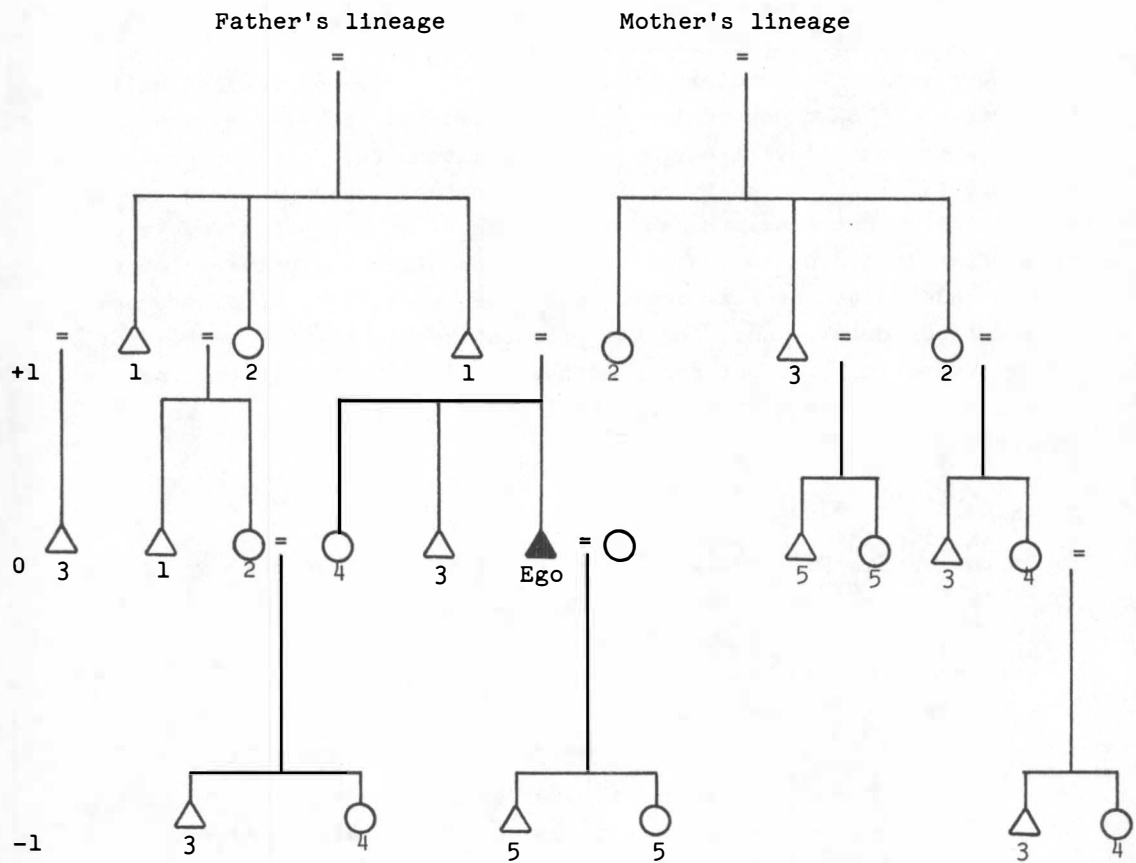 Father's lineage Mother's lineage
= =
= = = = =
+1 1 2 1 2 3 2
= = =
0 3 1 2 4 3 Ego 5 5 3 4
-1 3 4 5 5 3 4